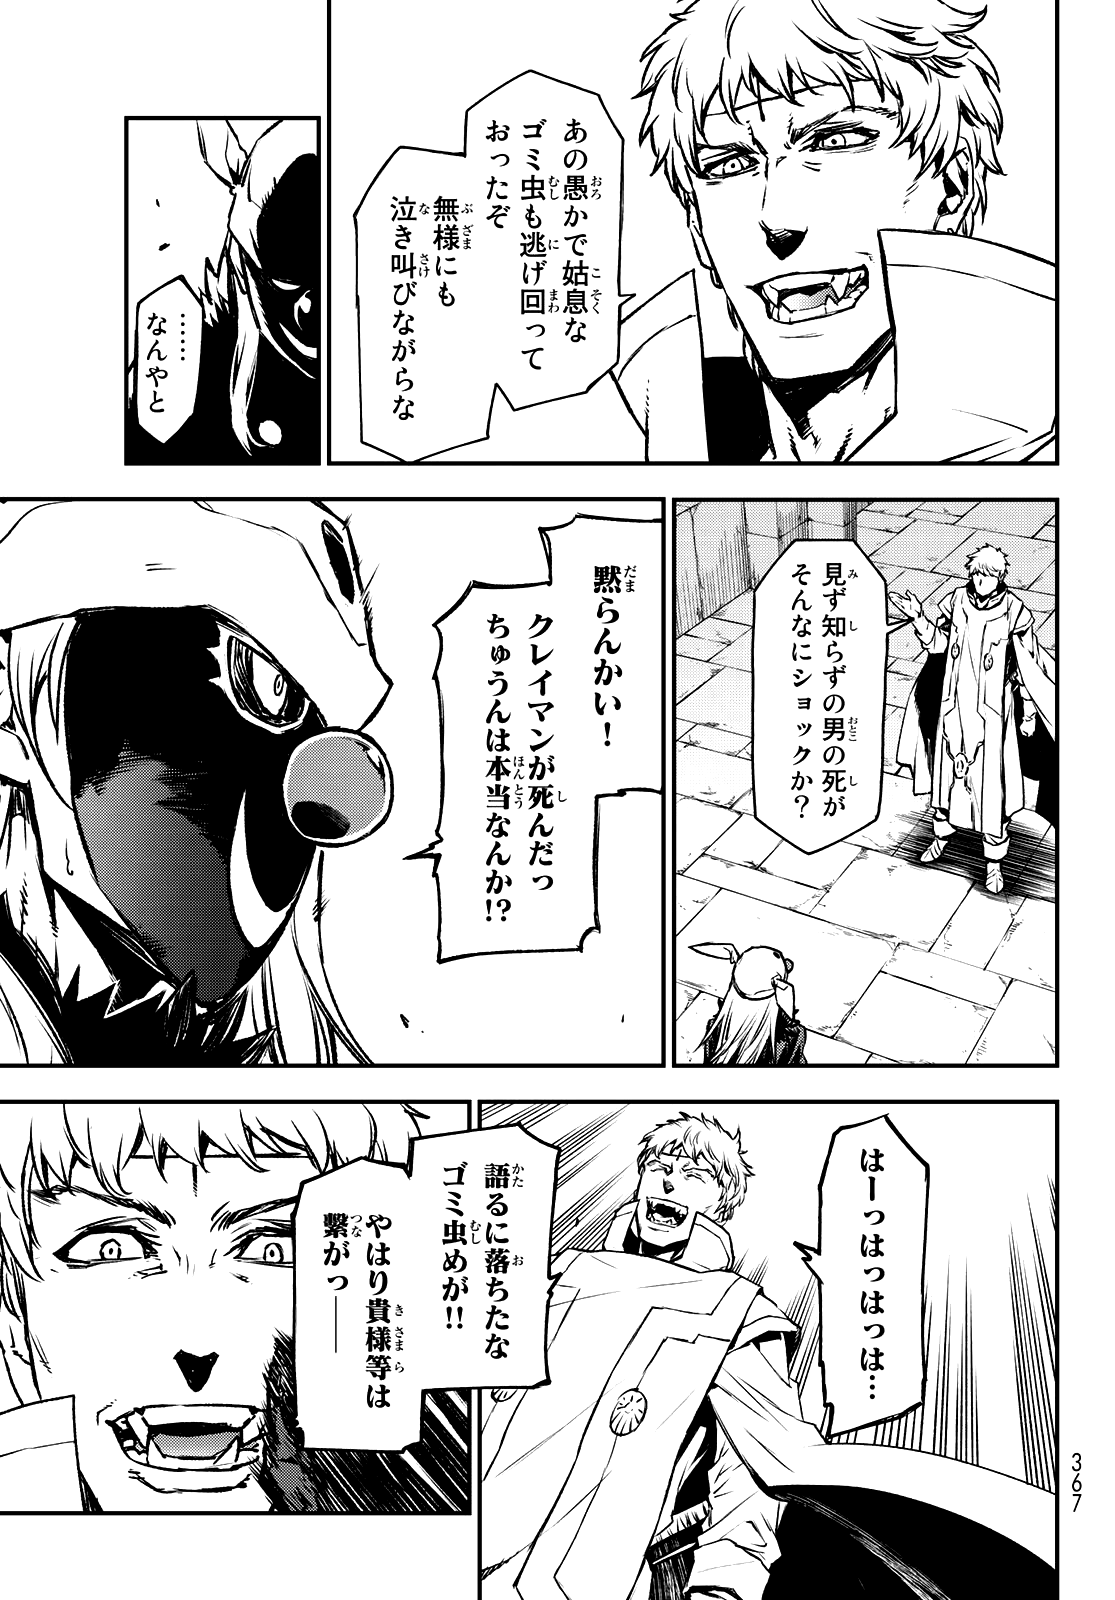 あの愚かで姑息な
ゴミ虫も逃げ回って
おったぞ
無様にも
泣き叫びながらな
……
なんやと
見ず知らずの男の死が
そんなにショックか？
黙らんかい！
クレイマンが死んだっ
ちゅうんは本当なんか!?
はーっはっはっはっは…
語るに落ちたな
ゴミ虫めが!!
やはり貴様等は
繋がっ——
367